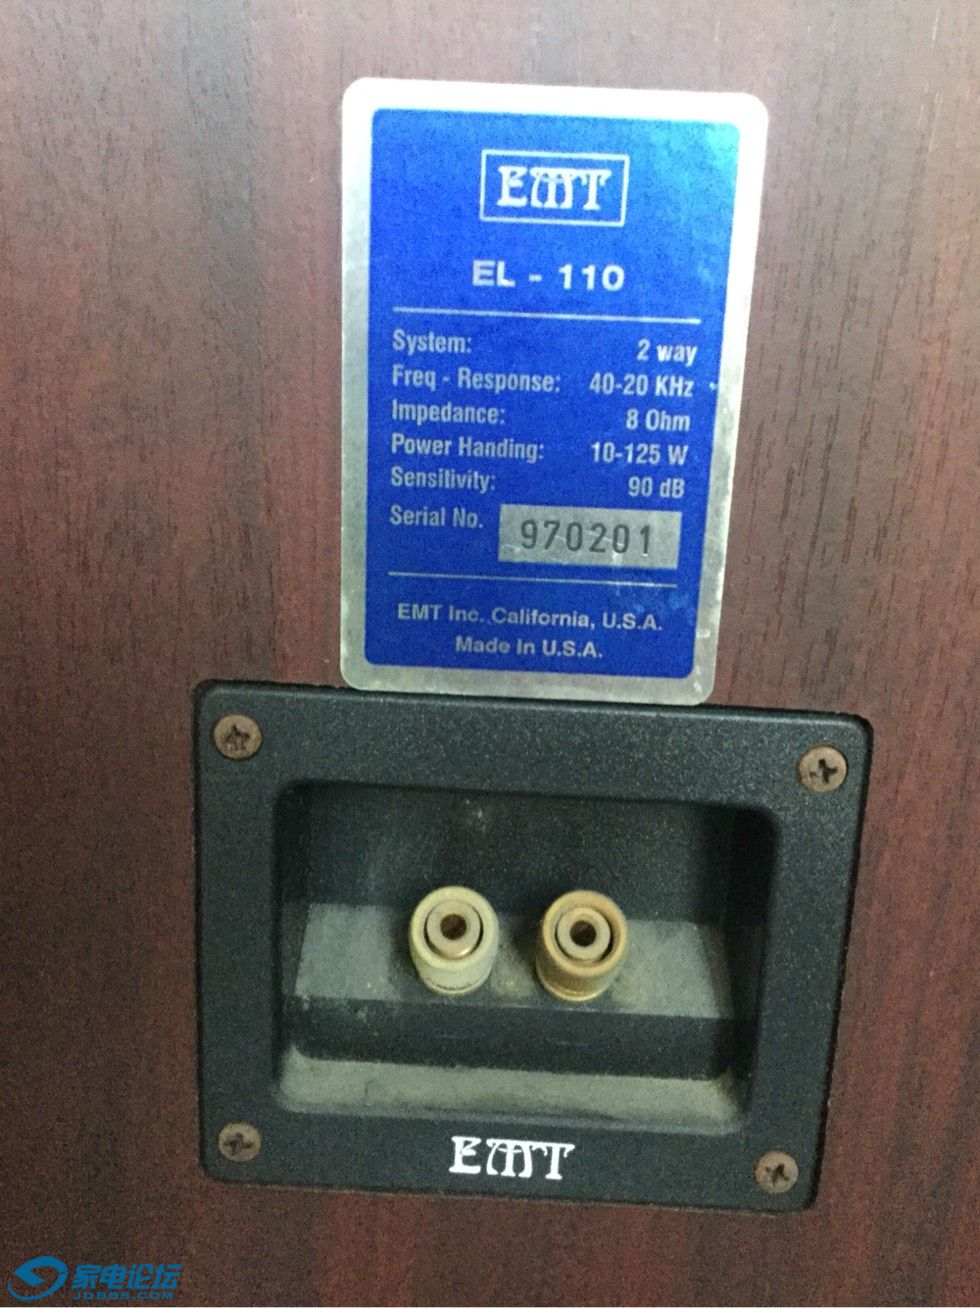 EMT
EL - 110
System: 2 way
Freq - Response: 40-20 KHz
Impedance: 8 Ohm
Power Handing: 10-125 W
Sensitivity: 90 dB
Serial No. 970201
EMT Inc. California, U.S.A.
Made In U.S.A.
EMT
家电论坛
JDBBS.COM